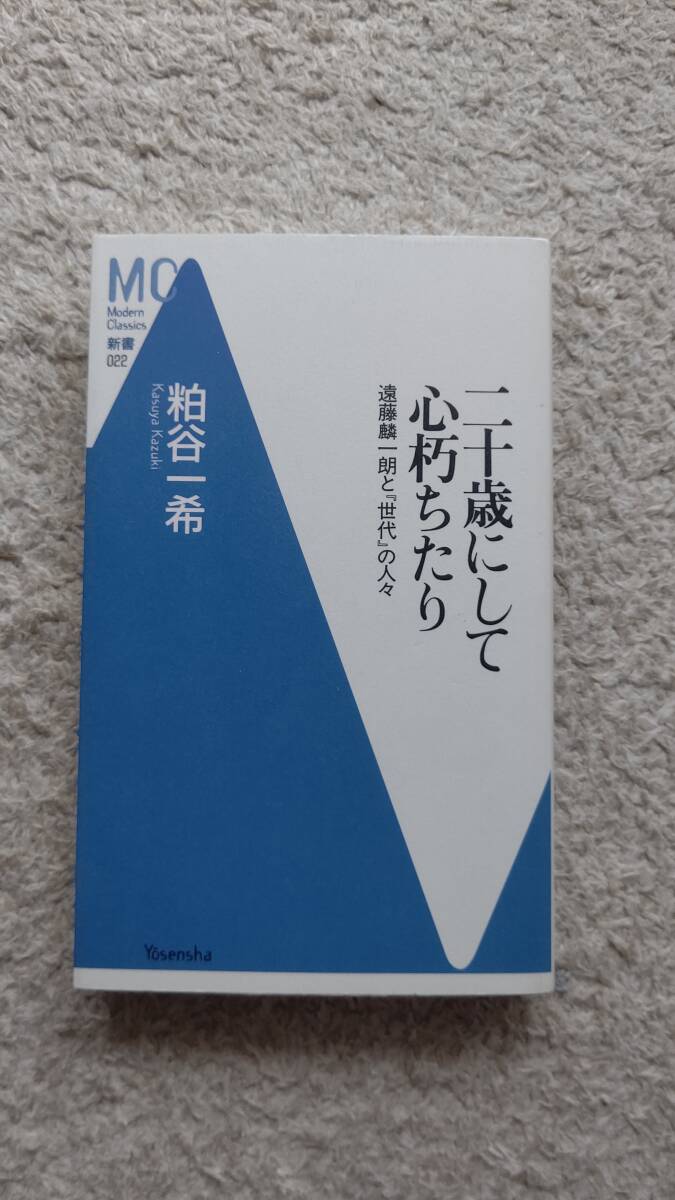 MC
Modern
Classics
新書
022
二十歳にして
心朽ちたり
遠藤麟一朗と『世代』の人々
粕谷一希
Kasuya Kazuki
Yōsensha